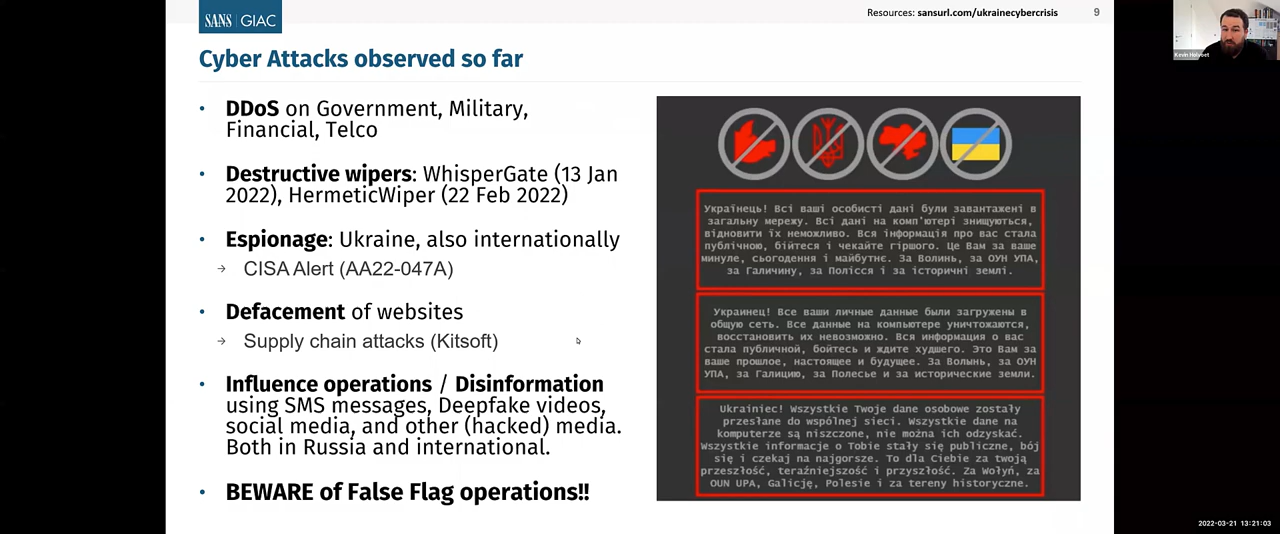 SANS | GIAC
Resources: sansurl.com/ukrainecybercrisis
9
Kevin Holvoet
Cyber Attacks observed so far
• DDoS on Government, Military,
Financial, Telco
• Destructive wipers: WhisperGate (13 Jan
2022), HermeticWiper (22 Feb 2022)
• Espionage: Ukraine, also internationally
→ CISA Alert (AA22-047A)
• Defacement of websites
→ Supply chain attacks (Kitsoft)
• Influence operations / Disinformation
using SMS messages, Deepfake videos,
social media, and other (hacked) media.
Both in Russia and international.
• BEWARE of False Flag operations!!
Українець! Всі ваші особисті дані були завантажені в
загальну мережу. Всі дані на комп'ютері знищуються,
відновити їх неможливо. Вся інформація про вас стала
публічною, бійтеся і чекайте гіршого. Це Вам за ваше
минуле, сьогодення і майбутнє. За Волинь, за ОУН УПА,
за Галичину, за Полісся і за історичні землі.
Украинец! Все ваши личные данные были загружены в
общую сеть. Все данные на компьютере уничтожаются,
восстановить их невозможно. Вся информация о вас
стала публичной, бойтесь и ждите худшего. Это Вам за
ваше прошлое, настоящее и будущее. За Волынь, за ОУН
УПА, за Галицию, за Полесье и за исторические земли.
Ukrainiec! Wszystkie Twoje dane osobowe zostały
przesłane do wspólnej sieci. Wszystkie dane na
komputerze są niszczone, nie można ich odzyskać.
Wszystkie informacje o Tobie stały się publiczne, bój
się i czekaj na najgorsze. To dla Ciebie za twoją
przeszłość, teraźniejszość i przyszłość. Za Wołyń, za
OUN UPA, Galicję, Polesie i za tereny historyczne.
2022-03-21 13:21:03